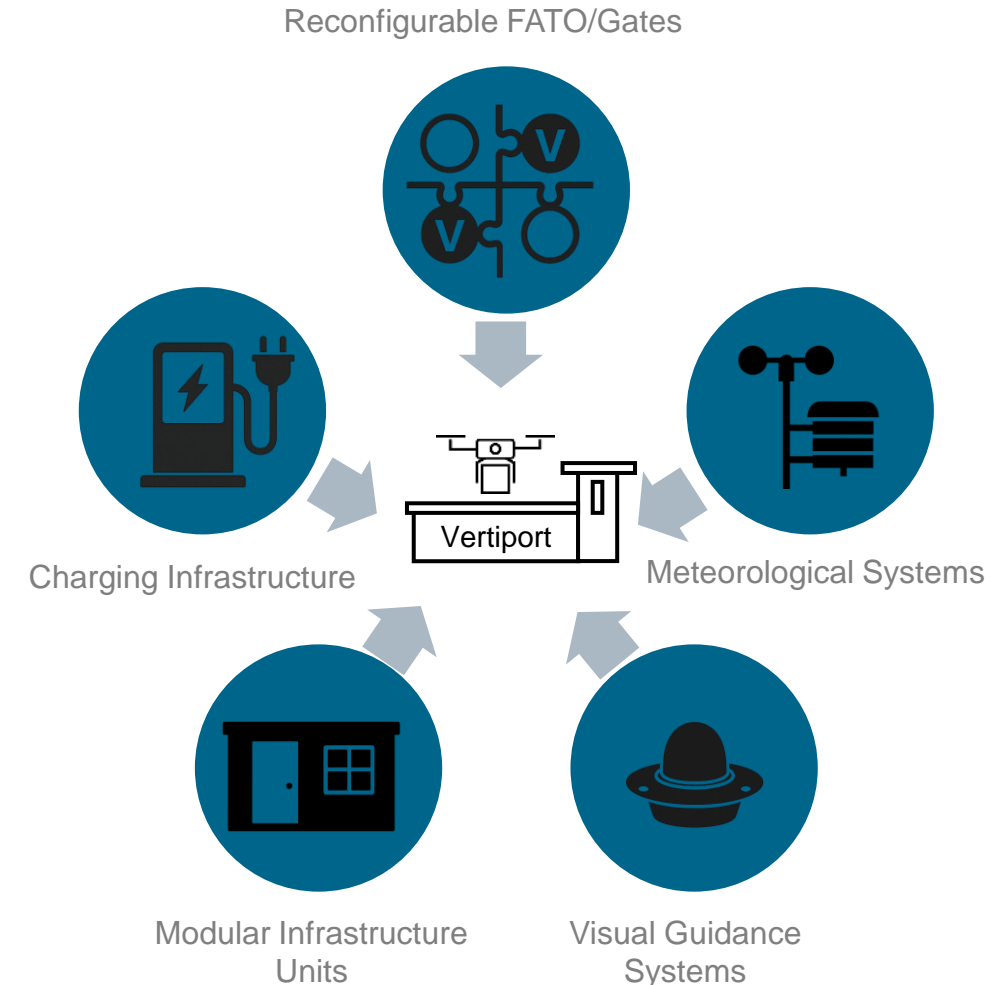 Reconfigurable FATO/Gates
V
V
Vertiport
Charging Infrastructure
Meteorological Systems
Modular Infrastructure
Units
Visual Guidance
Systems